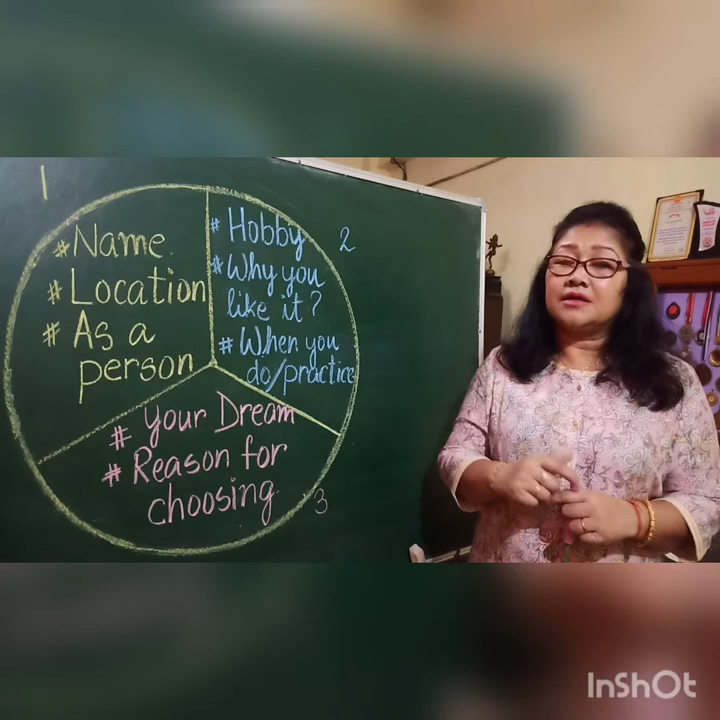 1
# Name
# Location
# As a
person
# Hobby
2
# Why you
like it?
# When you
do/practice
# Your Dream
# Reason for
choosing
3
InShOt